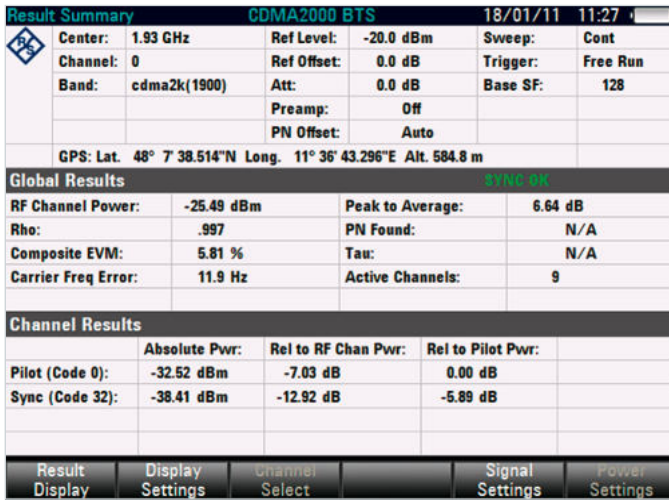 Result Summary CDMA2000 BTS 18/01/11 11:27
R&S Center: 1.93 GHz Ref Level: -20.0 dBm Sweep: Cont
Channel: 0 Ref Offset: 0.0 dB Trigger: Free Run
Band: cdma2k(1900) Att: 0.0 dB Base SF: 128
Preamp: Off
PN Offset: Auto
GPS: Lat. 48° 7' 38.514"N Long. 11° 36' 43.296"E Alt. 584.8 m
Global Results SYNC OK
RF Channel Power: -25.49 dBm Peak to Average: 6.64 dB
Rho: .997 PN Found: N/A
Composite EVM: 5.81 % Tau: N/A
Carrier Freq Error: 11.9 Hz Active Channels: 9
Channel Results
Absolute Pwr: Rel to RF Chan Pwr: Rel to Pilot Pwr:
Pilot (Code 0): -32.52 dBm -7.03 dB 0.00 dB
Sync (Code 32): -38.41 dBm -12.92 dB -5.89 dB
Result Display Channel Signal Power
Display Settings Select Settings Settings